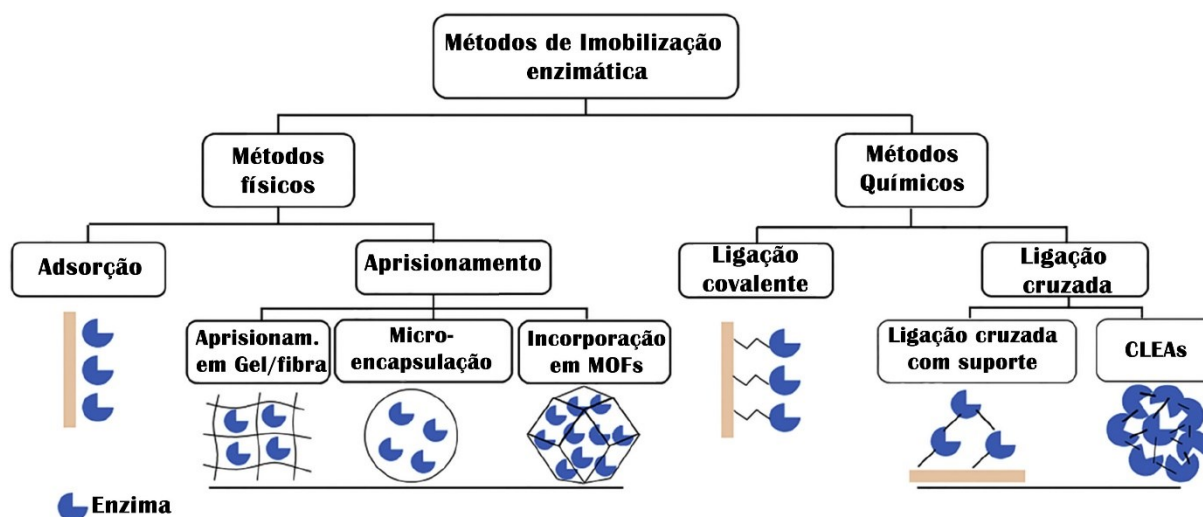 Métodos de Imobilização
enzimática
Métodos
físicos
Métodos
Químicos
Adsorção
Aprisionamento
Ligação
covalente
Ligação
cruzada
Aprisionam.
em Gel/fibra
Micro-
encapsulação
Incorporação
em MOFs
Ligação cruzada
com suporte
CLEAs
Enzima